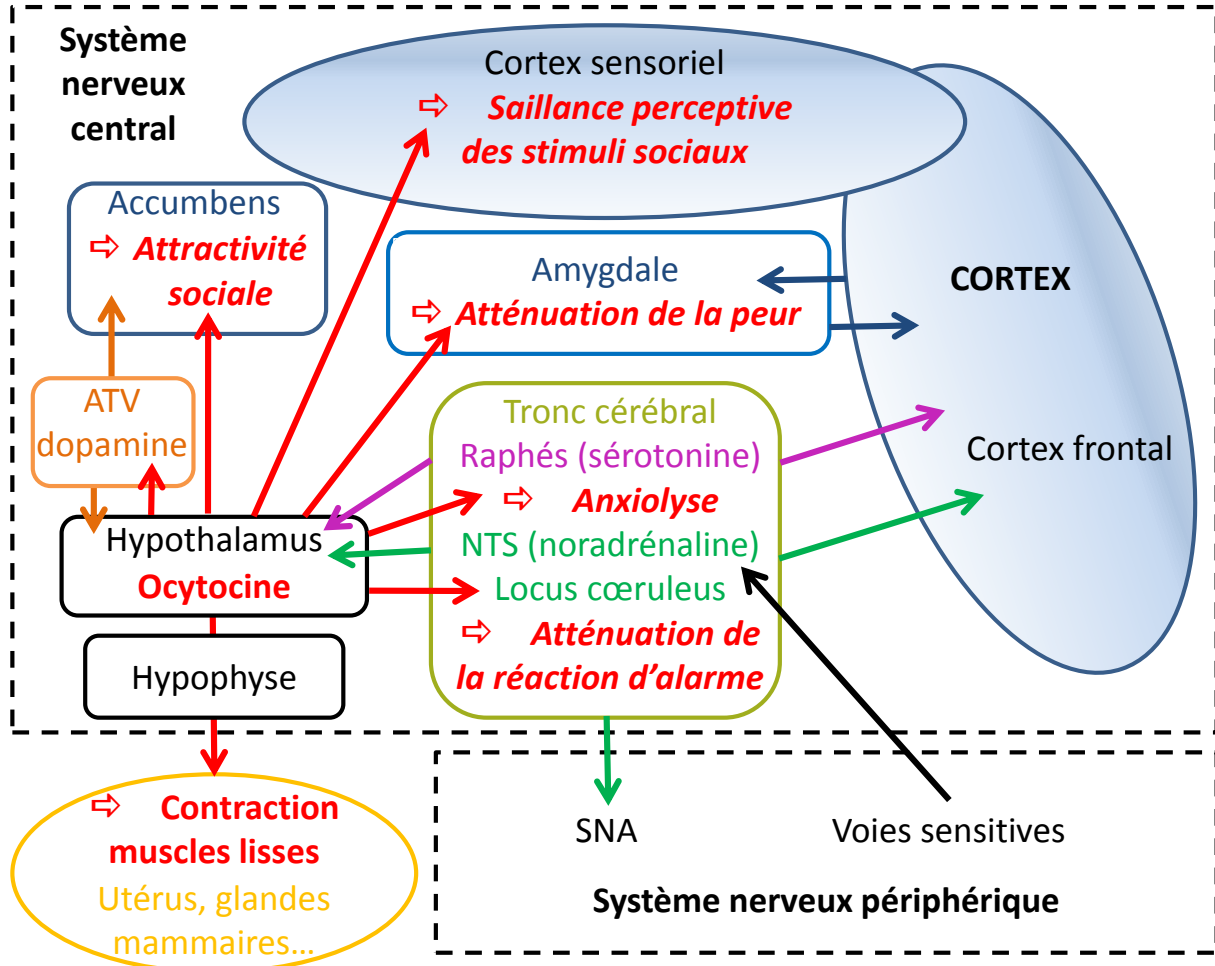 Système
nerveux
central
Cortex sensoriel
⇨ Saillance perceptive
des stimuli sociaux
Accumbens
⇨ Attractivité
sociale
Amygdale
⇨ Atténuation de la peur
CORTEX
ATV
dopamine
Tronc cérébral
Raphés (sérotonine)
⇨ Anxiolyse
NTS (noradrénaline)
Locus cœruleus
⇨ Atténuation de
la réaction d’alarme
Cortex frontal
Hypothalamus
Ocytocine
Hypophyse
⇨ Contraction
muscles lisses
Utérus, glandes
mammaires…
SNA
Voies sensitives
Système nerveux périphérique